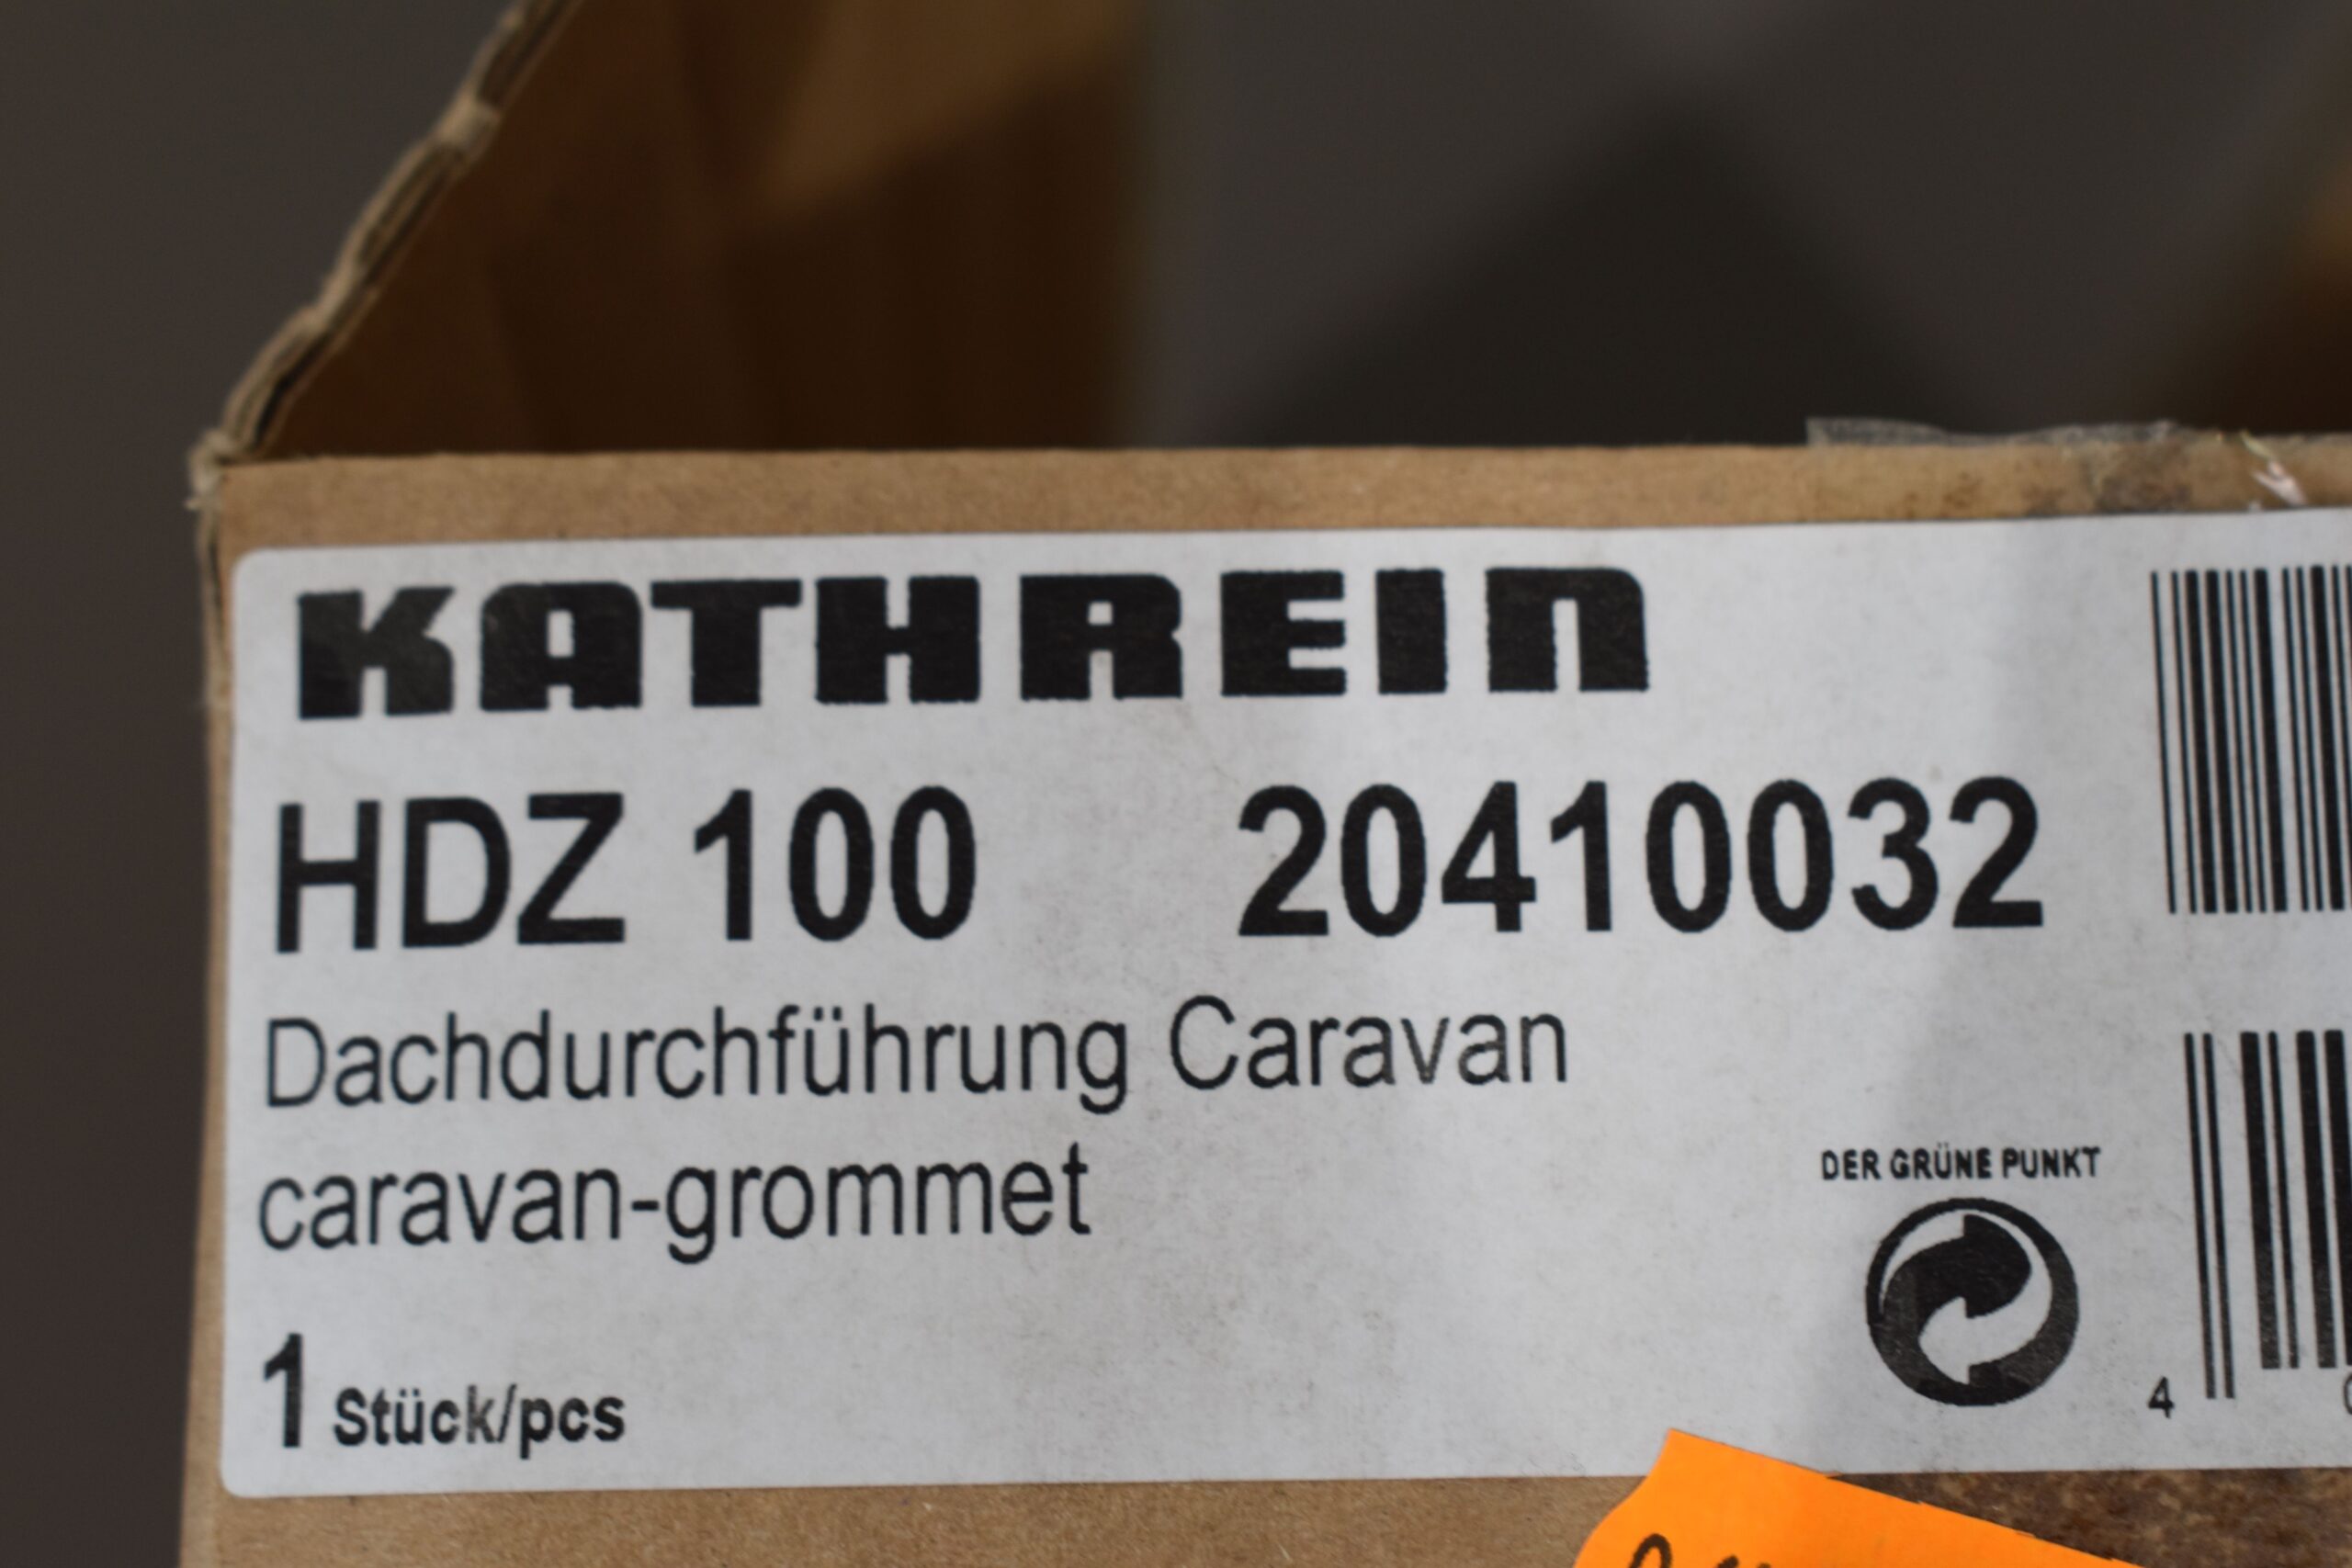 KATHREIN
HDZ 100 20410032
Dachdurchführung Caravan
caravan-grommet
DER GRÜNE PUNKT
1 Stück/pcs
4